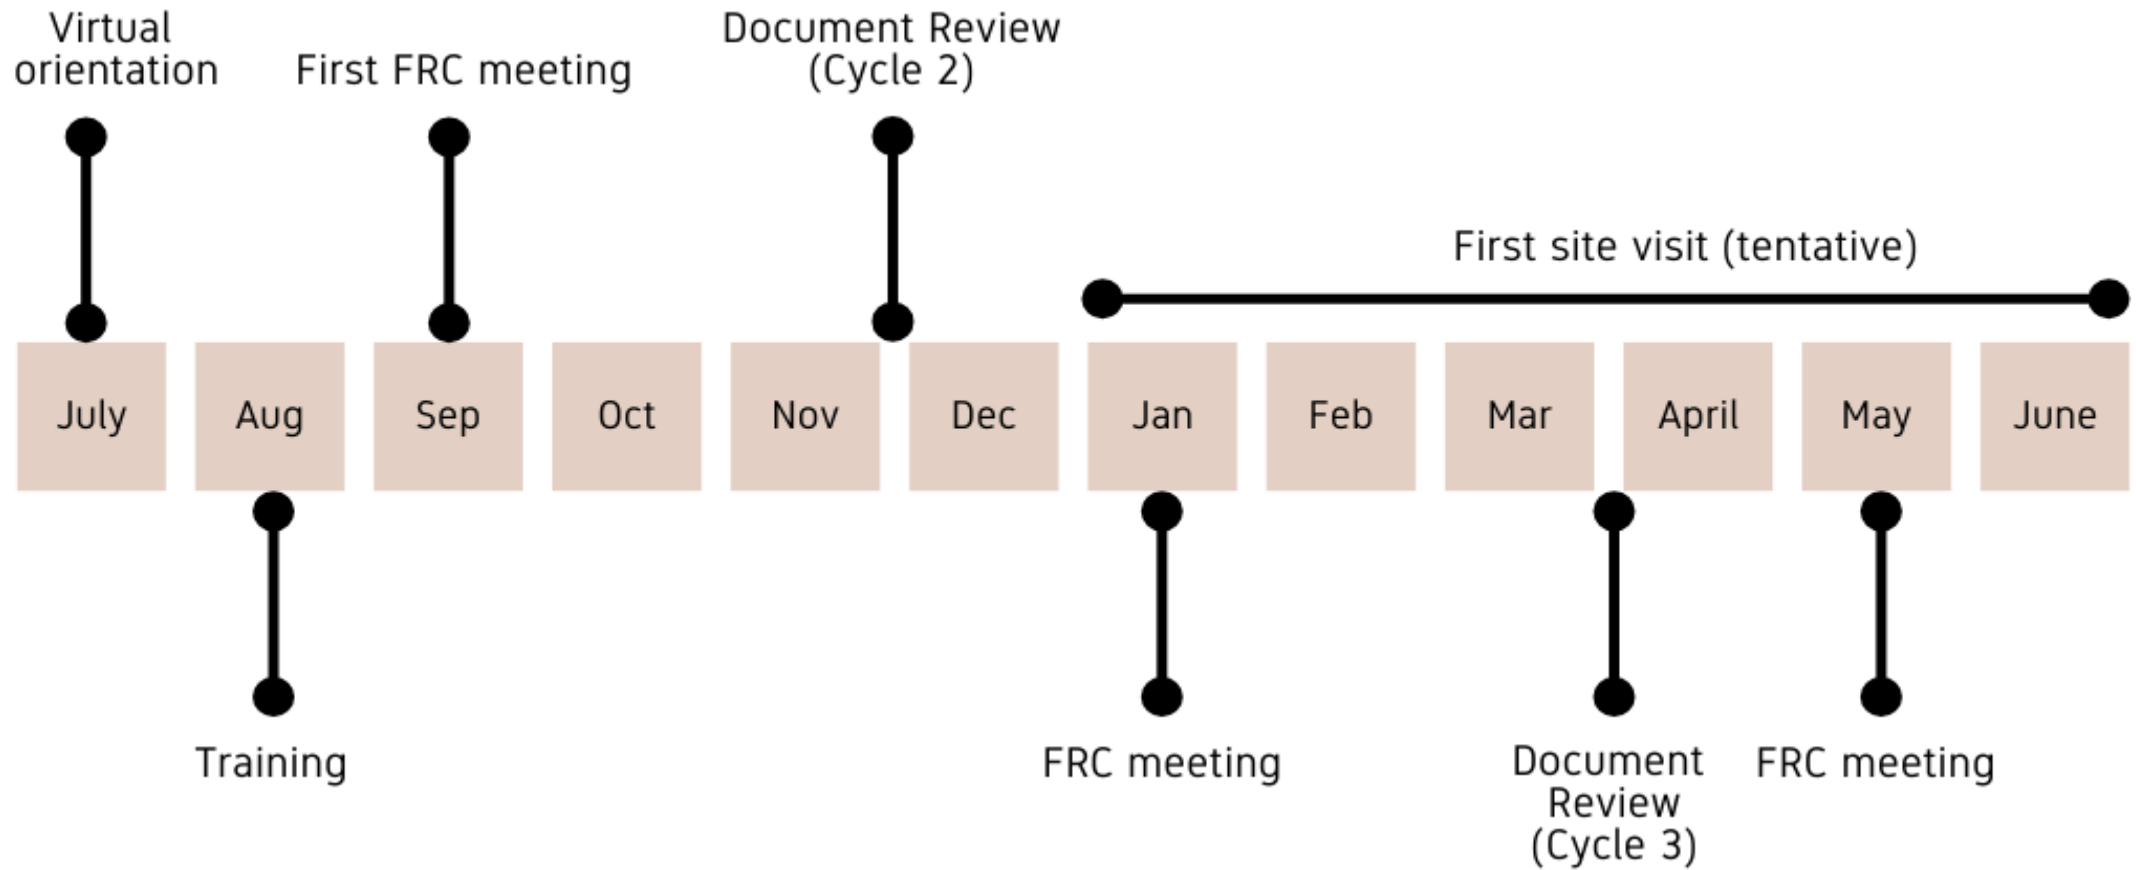 Virtual
orientation
First FRC meeting
Document Review
(Cycle 2)
First site visit (tentative)
July
Aug
Sep
Oct
Nov
Dec
Jan
Feb
Mar
April
May
June
Training
FRC meeting
Document
Review
(Cycle 3)
FRC meeting